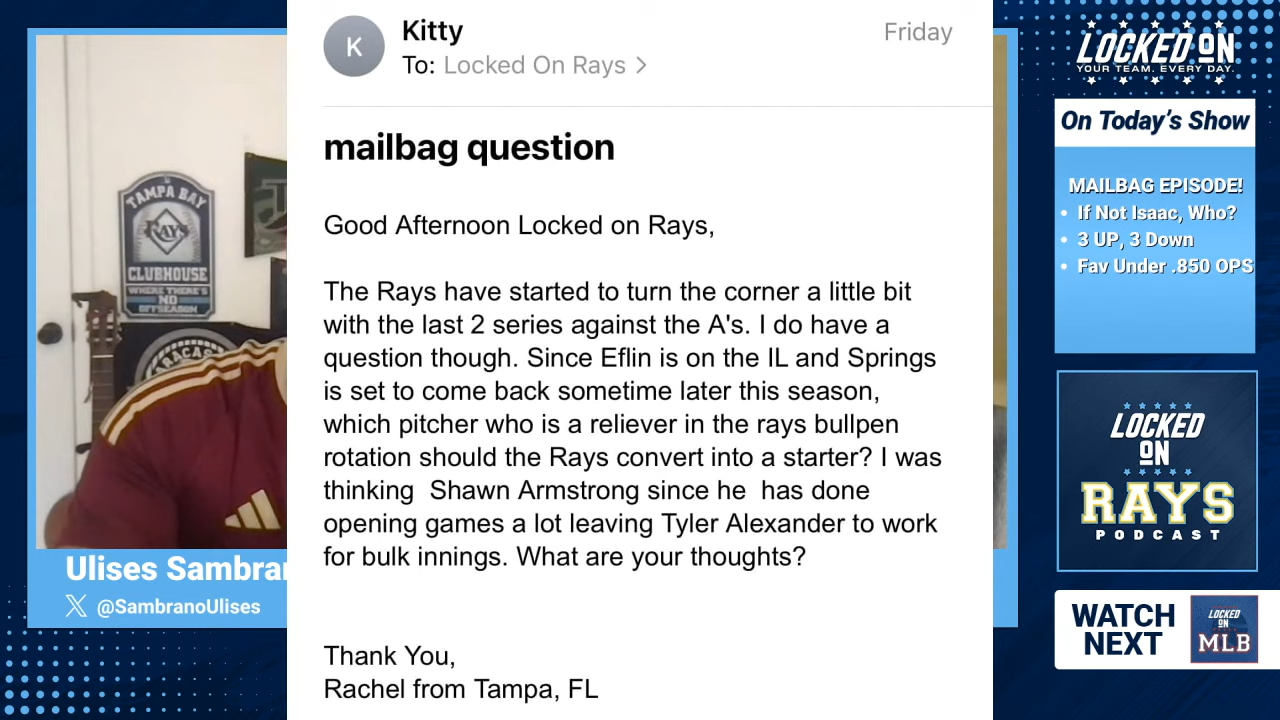 K
Kitty
Friday
To: Locked On Rays >
mailbag question
Good Afternoon Locked on Rays,
The Rays have started to turn the corner a little bit
with the last 2 series against the A's. I do have a
question though. Since Eflin is on the IL and Springs
is set to come back sometime later this season,
which pitcher who is a reliever in the rays bullpen
rotation should the Rays convert into a starter? I was
thinking  Shawn Armstrong since he  has done
opening games a lot leaving Tyler Alexander to work
for bulk innings. What are your thoughts?
Thank You,
Rachel from Tampa, FL
TAMPA BAY
RAYS
CLUBHOUSE
WHERE THERE'S
NO
OFFSEASON
Ulises Sambran
@SambranoUlises
LOCKED ON
YOUR TEAM. EVERY DAY.
On Today's Show
MAILBAG EPISODE!
• If Not Isaac, Who?
• 3 UP, 3 Down
• Fav Under .850 OPS
LOCKED
ON
RAYS
PODCAST
WATCH
NEXT
LOCKED
ON
MLB